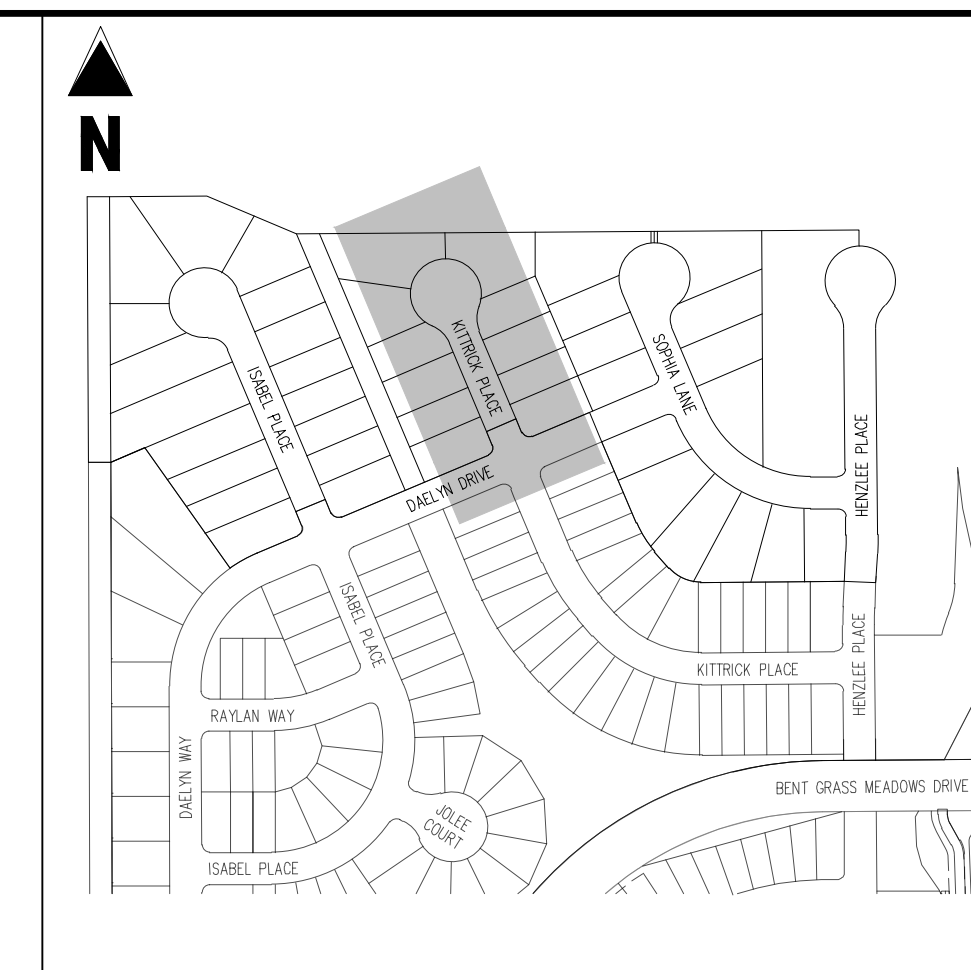 N
KITTRICK PLACE
SOPHIA LANE
ISABEL PLACE
HENZLEE PLACE
DAELYN DRIVE
ISABEL PLACE
HENZLEE PLACE
KITTRICK PLACE
RAYLAN WAY
DAELYN WAY
BENT GRASS MEADOWS DRIVE
JOLEE
COURT
ISABEL PLACE